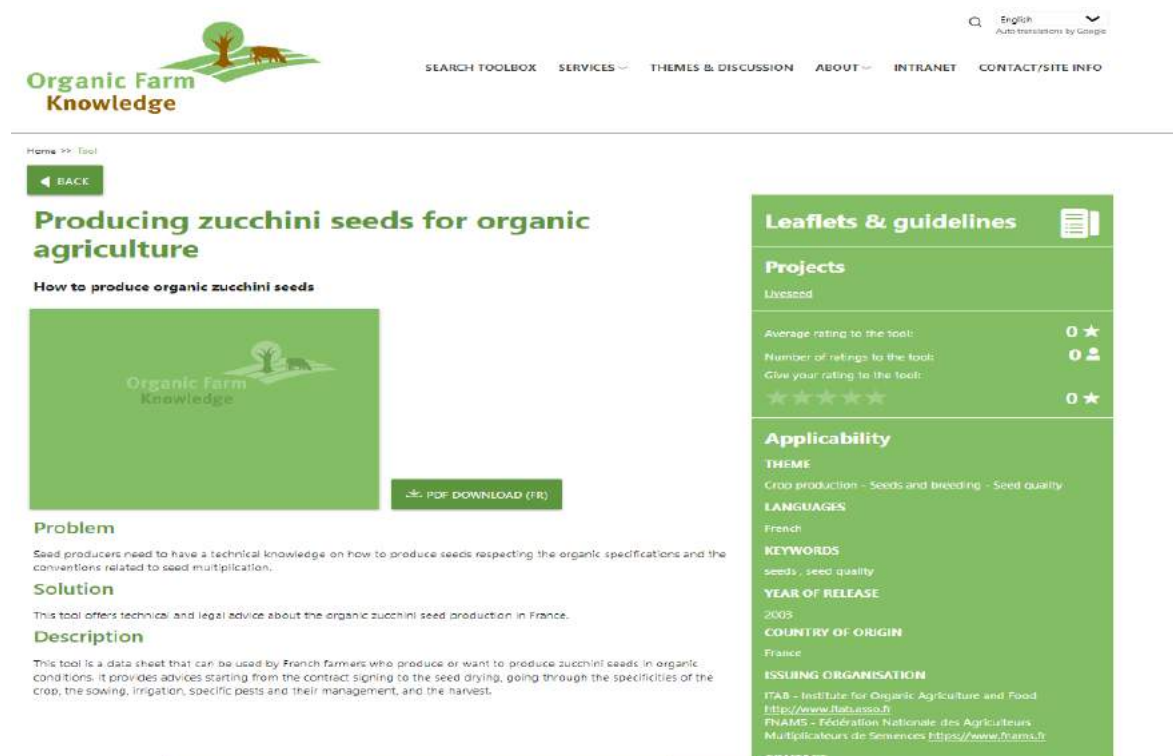 English
Auto translations by Google
Organic Farm
Knowledge
SEARCH TOOLBOX SERVICES THEMES & DISCUSSION ABOUT INTRANET CONTACT/SITE INFO
Home >> Tool
BACK
Producing zucchini seeds for organic
agriculture
How to produce organic zucchini seeds
Organic Farm
Knowledge
PDF DOWNLOAD (FR)
Problem
Seed producers need to have a technical knowledge on how to produce seeds respecting the organic specifications and the
conventions related to seed multiplication.
Solution
This tool offers technical and legal advice about the organic zucchini seed production in France.
Description
This tool is a data sheet that can be used by French farmers who produce or want to produce zucchini seeds in organic
conditions. It provides advices starting from the contract signing to the seed drying, going through the specificities of the
crop, the sowing, irrigation, specific pests and their management, and the harvest.
Leaflets & guidelines
Projects
Liveseed
Average rating to the tool: 0
Number of ratings to the tool: 0
Give your rating to the tool:
0
Applicability
THEME
Crop production - Seeds and breeding - Seed quality
LANGUAGES
French
KEYWORDS
seeds , seed quality
YEAR OF RELEASE
2003
COUNTRY OF ORIGIN
France
ISSUING ORGANISATION
ITAB - Institute for Organic Agriculture and Food
http://www.itab.asso.fr
FNAMS - Fédération Nationale des Agriculteurs
Multiplicateurs de Semences https://www.fnams.fr